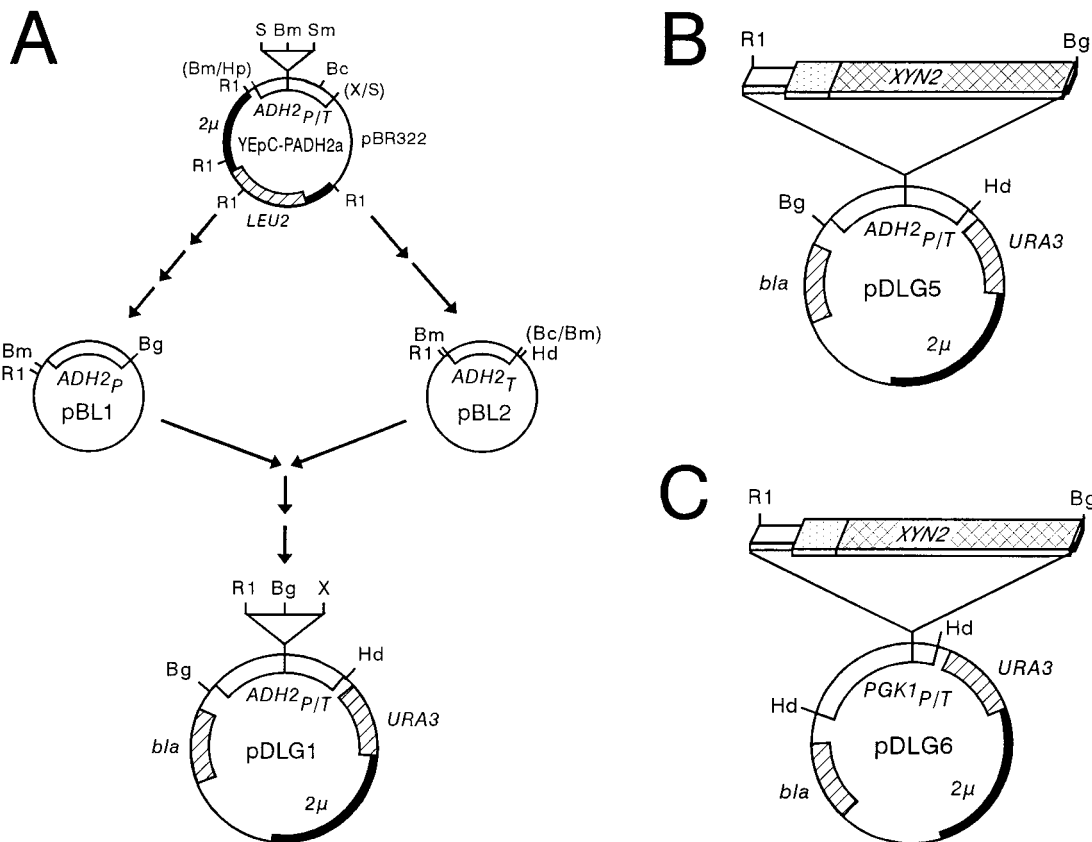 A
S Bm Sm
(Bm/Hp)
R1
Bc
(X/S)
ADH2P/T
2μ
YEpC-PADH2a
pBR322
R1
R1
LEU2
R1
Bm
R1
Bg
ADH2P
pBL1
Bm
R1
(Bc/Bm)
Hd
ADH2T
pBL2
R1 Bg X
Bg
Hd
ADH2P/T
URA3
bla
pDLG1
2μ
B
R1
Bg
XYN2
Bg
Hd
ADH2P/T
URA3
bla
pDLG5
2μ
C
R1
Bg
XYN2
Hd
Hd
PGK1P/T
URA3
bla
pDLG6
2μ